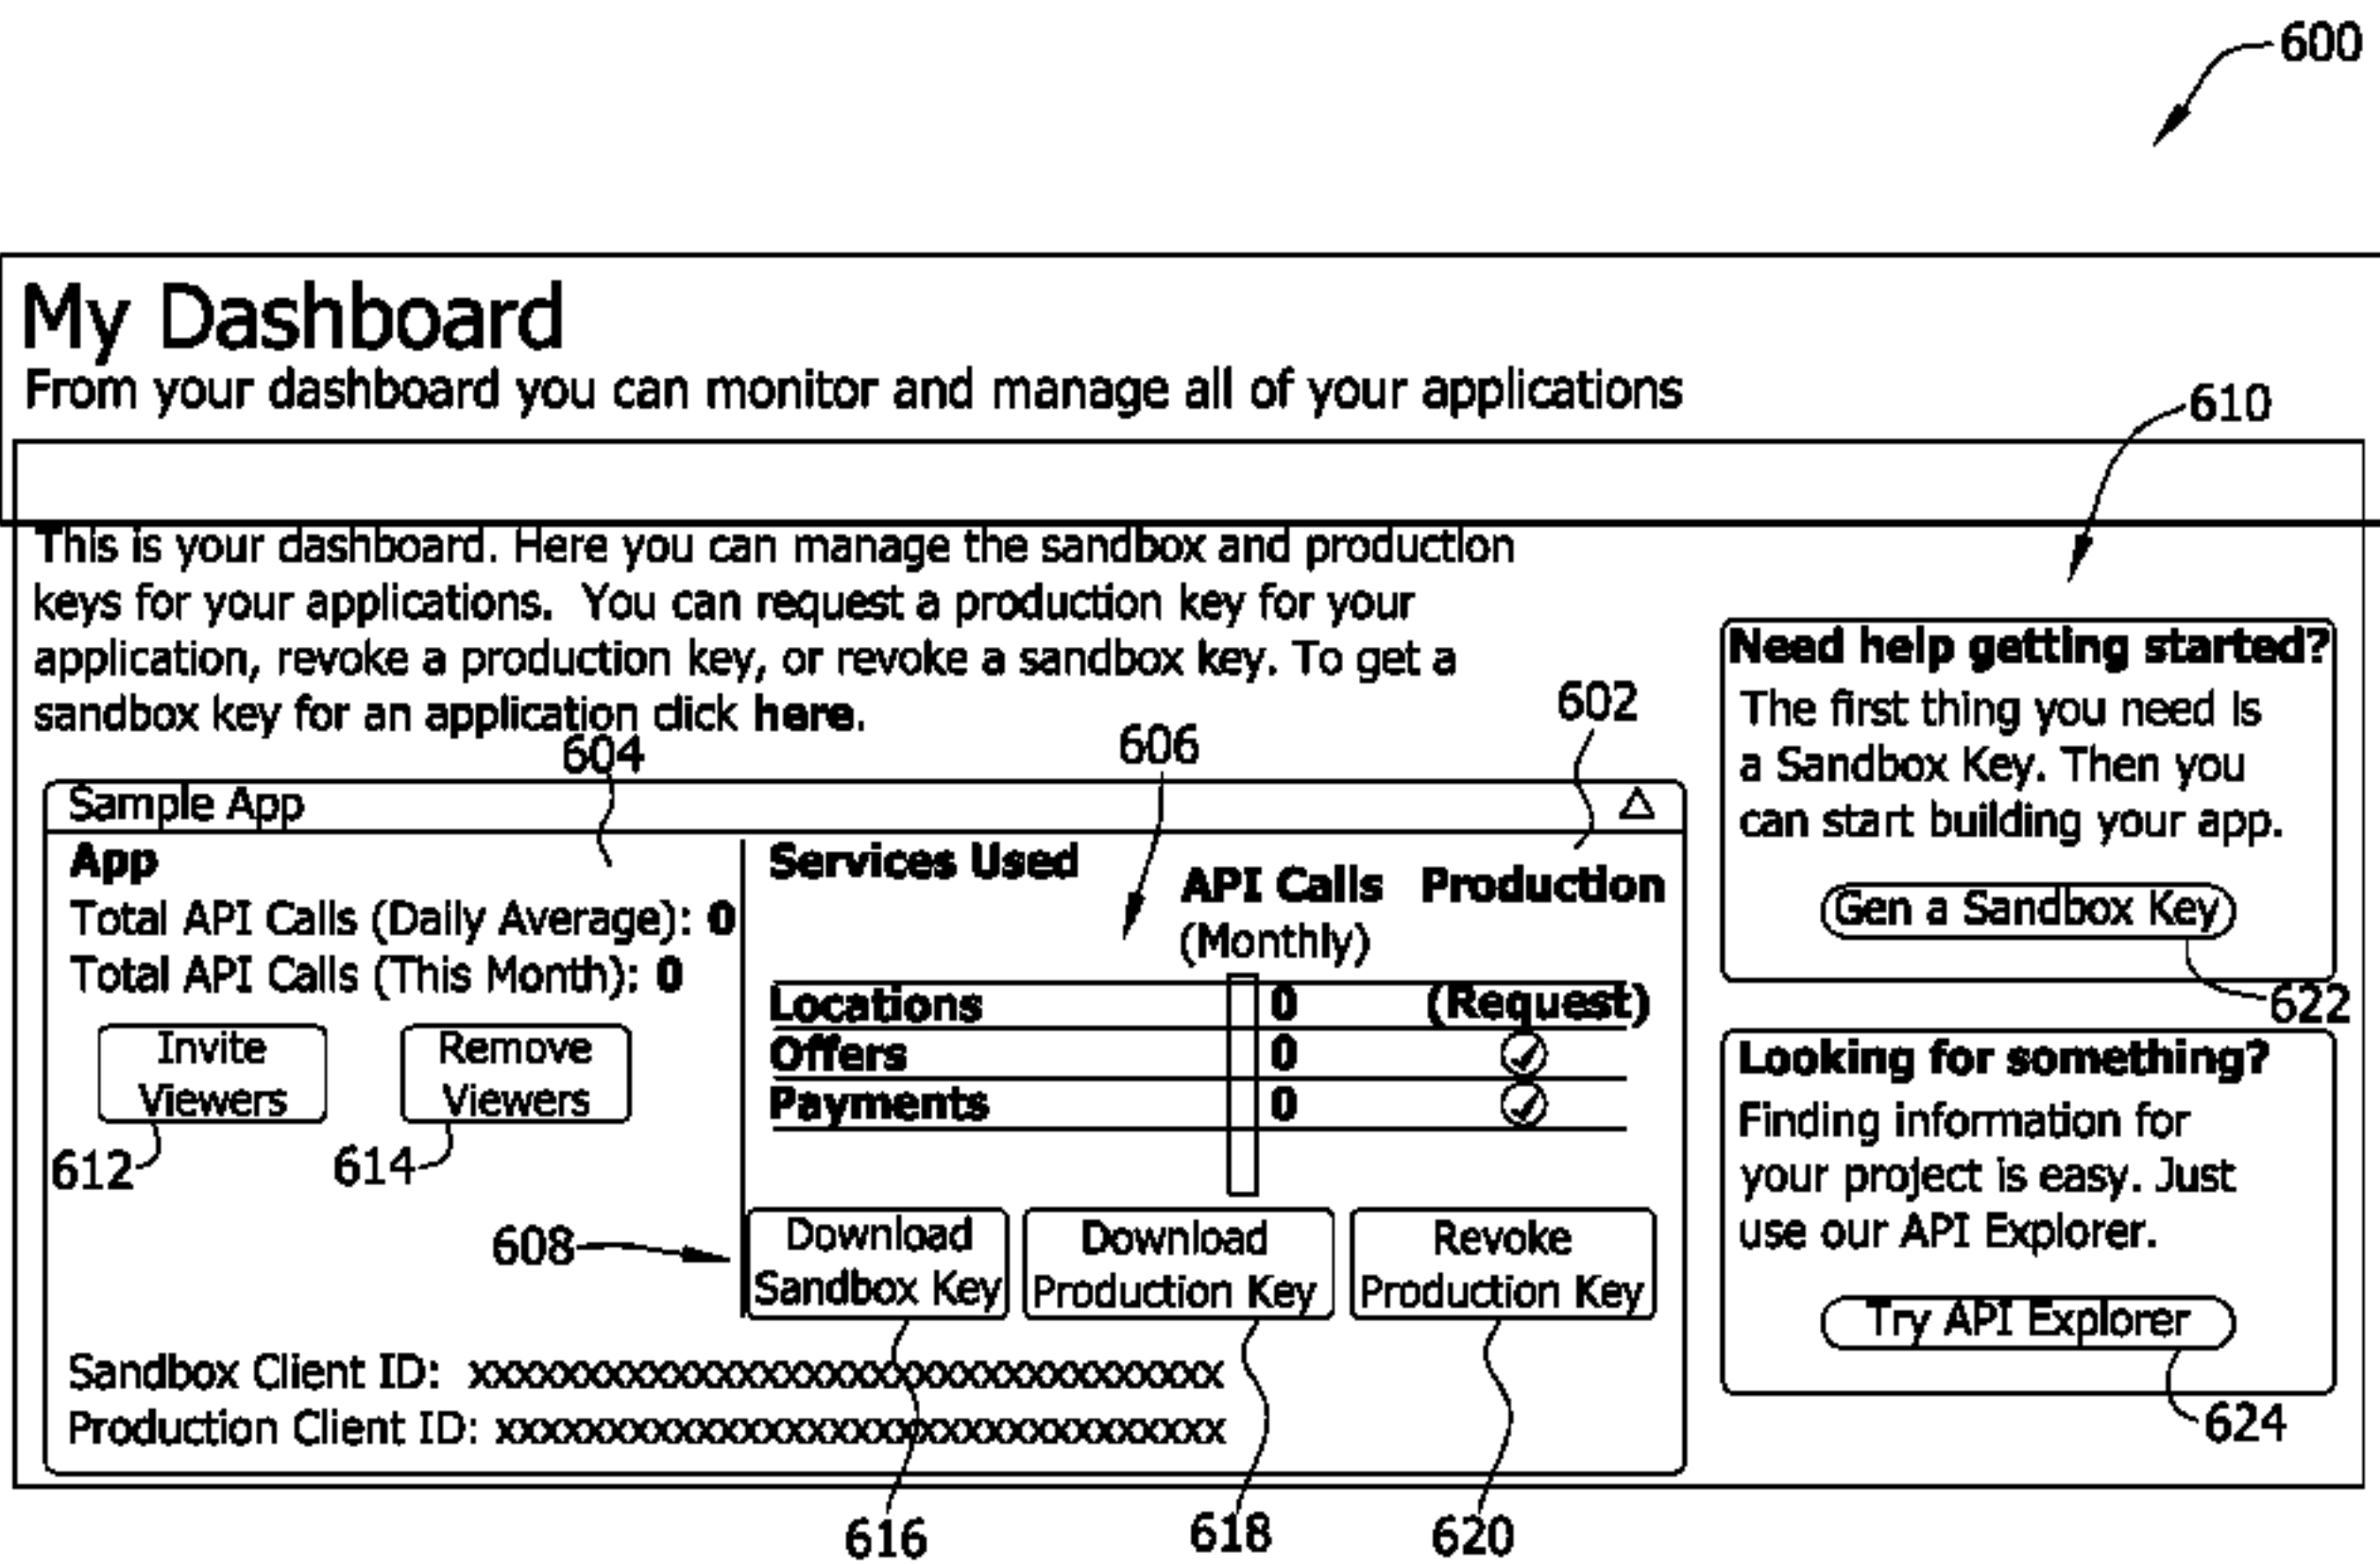 600
My Dashboard
From your dashboard you can monitor and manage all of your applications
610
This is your dashboard. Here you can manage the sandbox and production
keys for your applications. You can request a production key for your
application, revoke a production key, or revoke a sandbox key. To get a
sandbox key for an application click here.
604
606
602
Sample App
App
Total API Calls (Daily Average): 0
Total API Calls (This Month): 0
Invite
Viewers
Remove
Viewers
612
614
Services Used
API Calls
(Monthly)
Production
Locations 0 (Request)
Offers 0
Payments 0
608
Download
Sandbox Key
Download
Production Key
Revoke
Production Key
Sandbox Client ID: xxxxxxxxxxxxxxxxxxxxxxxxxxxxxxxxxxx
Production Client ID: xxxxxxxxxxxxxxxxxxxxxxxxxxxxxxxxxx
616
618
620
Need help getting started?
The first thing you need is
a Sandbox Key. Then you
can start building your app.
Gen a Sandbox Key
622
Looking for something?
Finding information for
your project is easy. Just
use our API Explorer.
Try API Explorer
624